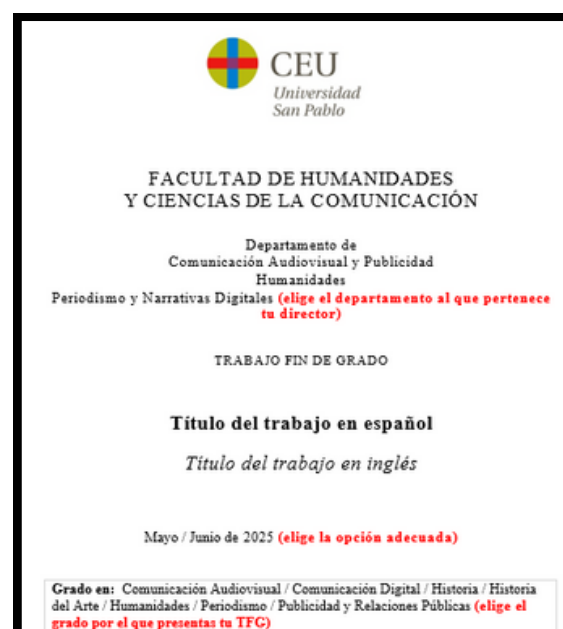 CEU
Universidad
San Pablo
FACULTAD DE HUMANIDADES
Y CIENCIAS DE LA COMUNICACIÓN
Departamento de
Comunicación Audiovisual y Publicidad
Humanidades
Periodismo y Narrativas Digitales (elige el departamento al que pertenece
tu director)
TRABAJO FIN DE GRADO
Título del trabajo en español
Título del trabajo en inglés
Mayo / Junio de 2025 (elige la opción adecuada)
Grado en: Comunicación Audiovisual / Comunicación Digital / Historia / Historia
del Arte / Humanidades / Periodismo / Publicidad y Relaciones Públicas (elige el
grado por el que presentas tu TFG)